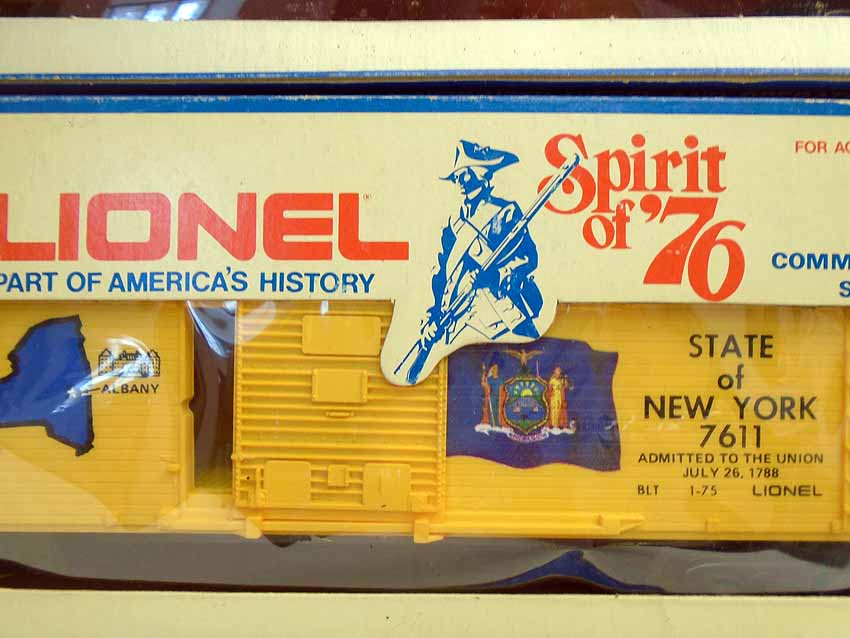 LIONEL®
PART OF AMERICA'S HISTORY
Spirit
of '76
FOR
COMM
S
ALBANY
STATE
of
NEW YORK
7611
ADMITTED TO THE UNION
JULY 26, 1788
BLT 1-75 LIONEL